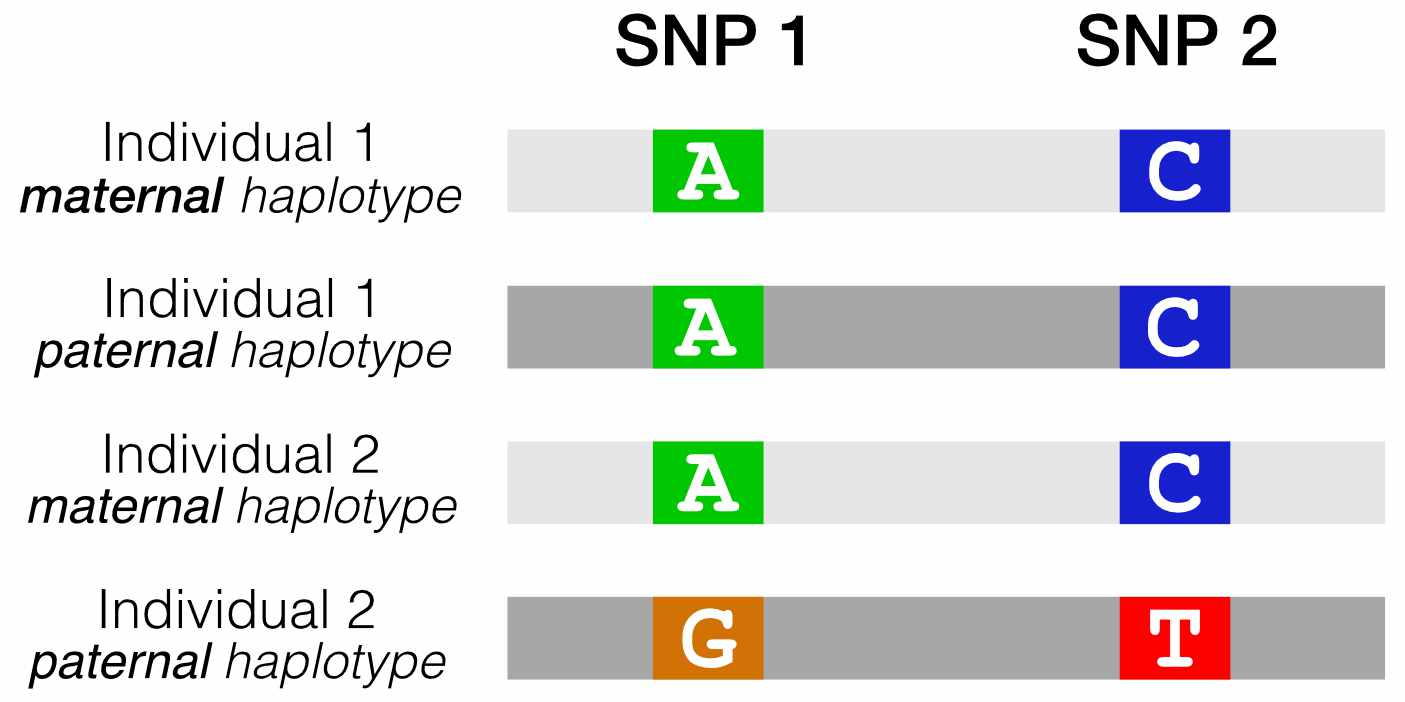 SNP 1 SNP 2
Individual 1
maternal haplotype
A C
Individual 1
paternal haplotype
A C
Individual 2
maternal haplotype
A C
Individual 2
paternal haplotype
G T